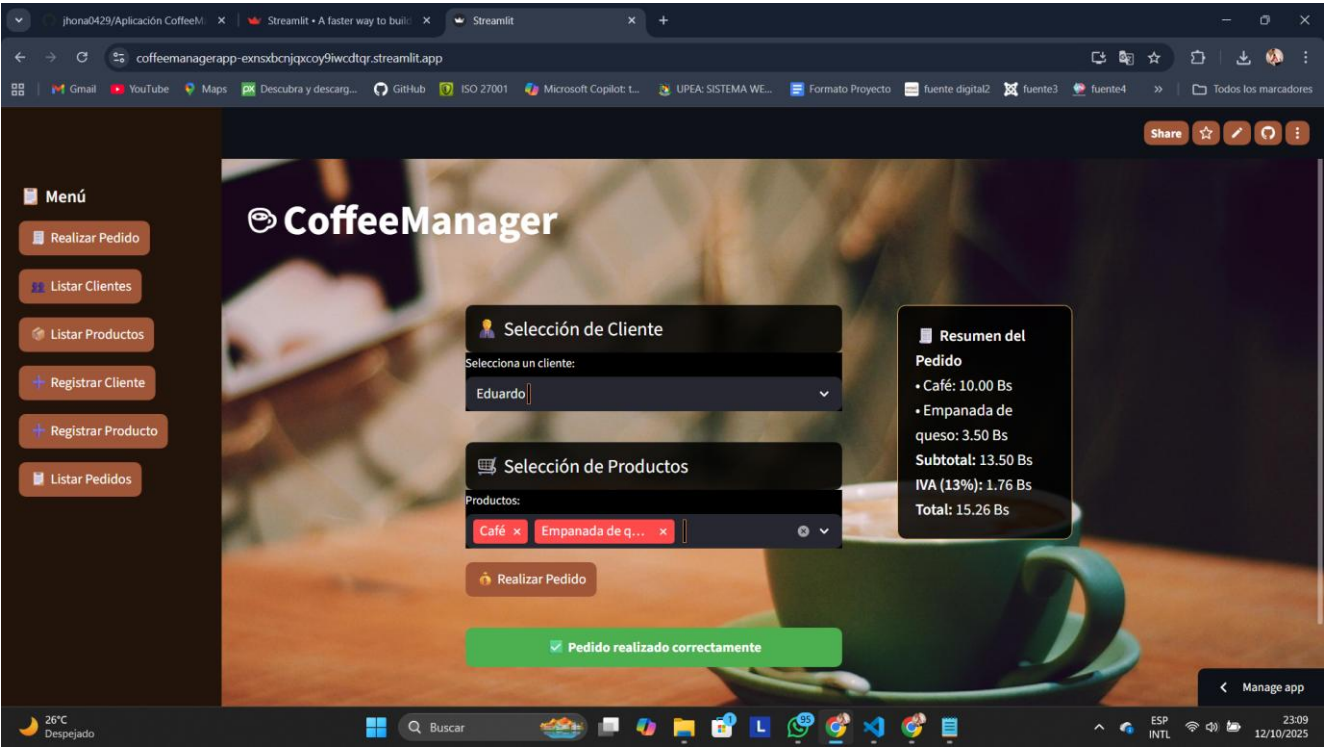 jhona0429/Aplicación CoffeeM
Streamlit • A faster way to build
Streamlit
coffeemanagerapp-exnsxbcnjqxcoy9iwcdtqr.streamlit.app
Gmail
YouTube
Maps
Descubra y descarg...
GitHub
ISO 27001
Microsoft Copilot: t...
UPEA: SISTEMA WE...
Formato Proyecto
fuente digital2
fuente3
fuente4
»
Todos los marcadores
Share
Menú
Realizar Pedido
Listar Clientes
Listar Productos
Registrar Cliente
Registrar Producto
Listar Pedidos
CoffeeManager
Selección de Cliente
Selecciona un cliente:
Eduardo
Selección de Productos
Productos:
Café × Empanada de q... ×
Realizar Pedido
Pedido realizado correctamente
Resumen del
Pedido
• Café: 10.00 Bs
• Empanada de
queso: 3.50 Bs
Subtotal: 13.50 Bs
IVA (13%): 1.76 Bs
Total: 15.26 Bs
Manage app
26°C
Despejado
Buscar
95
ESP
INTL
23:09
12/10/2025